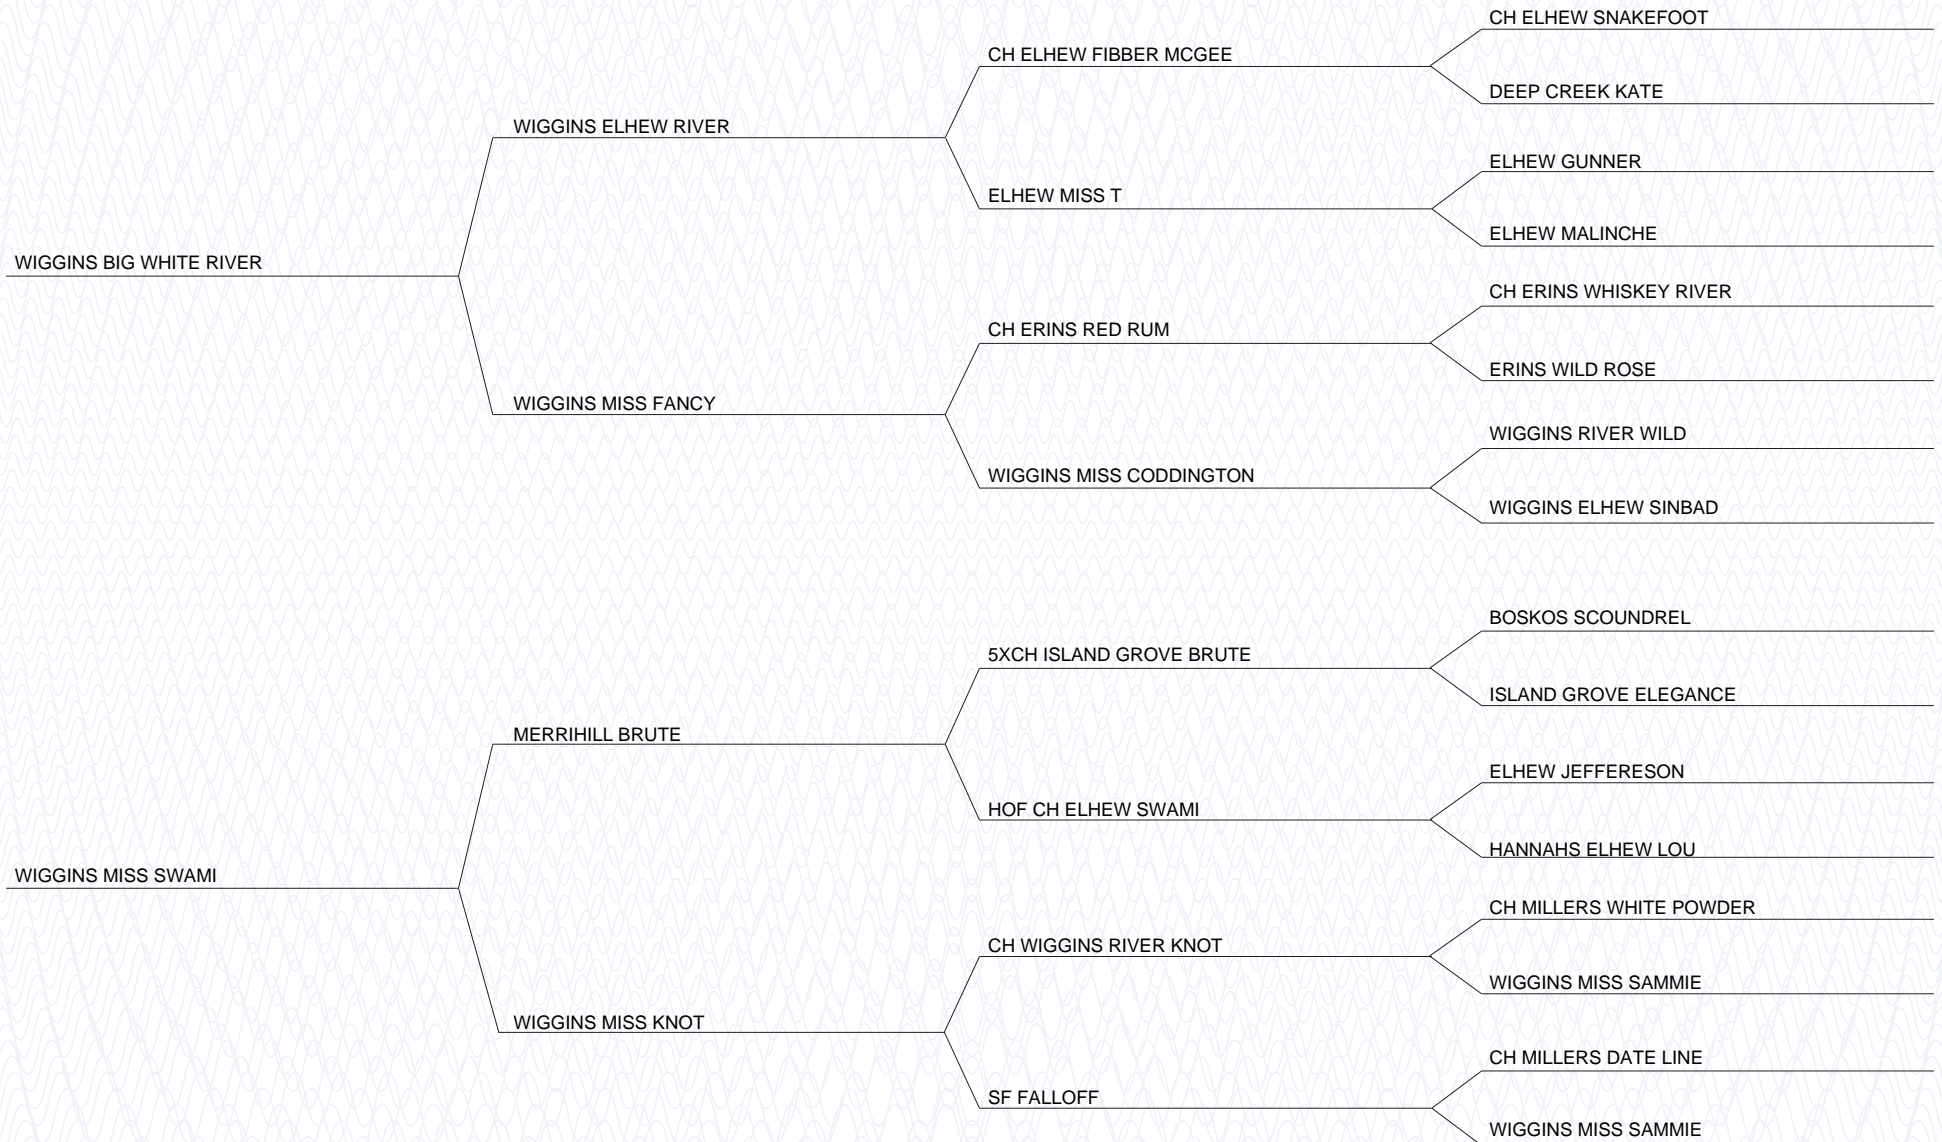 CH ELHEW SNAKEFOOT
CH ELHEW FIBBER MCGEE
DEEP CREEK KATE
WIGGINS ELHEW RIVER
ELHEW GUNNER
ELHEW MISS T
ELHEW MALINCHE
WIGGINS BIG WHITE RIVER
CH ERINS WHISKEY RIVER
CH ERINS RED RUM
ERINS WILD ROSE
WIGGINS MISS FANCY
WIGGINS RIVER WILD
WIGGINS MISS CODDINGTON
WIGGINS ELHEW SINBAD
BOSKOS SCOUNDREL
5XCH ISLAND GROVE BRUTE
ISLAND GROVE ELEGANCE
MERRIHILL BRUTE
ELHEW JEFFERESON
HOF CH ELHEW SWAMI
HANNAHS ELHEW LOU
WIGGINS MISS SWAMI
CH MILLERS WHITE POWDER
CH WIGGINS RIVER KNOT
WIGGINS MISS SAMMIE
WIGGINS MISS KNOT
CH MILLERS DATE LINE
SF FALLOFF
WIGGINS MISS SAMMIE